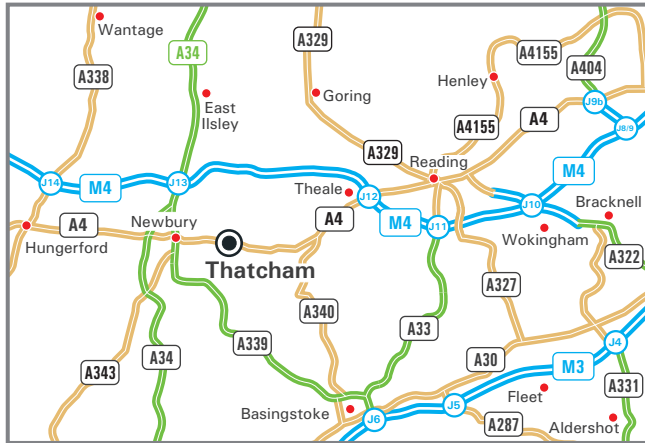 Wantage
A34
A329
A4155
A404
Henley
A338
East
Ilsley
Goring
J9b
A4
A4155
J8/9
A329
Reading
M4
J14
M4
J13
Theale
J12
J10
Bracknell
A4
Newbury
A4
M4
J11
Hungerford
Wokingham
A322
Thatcham
A327
A340
A33
J4
A339
A30
A34
M3
A343
A331
Fleet
Basingstoke
J5
J6
A287
Aldershot